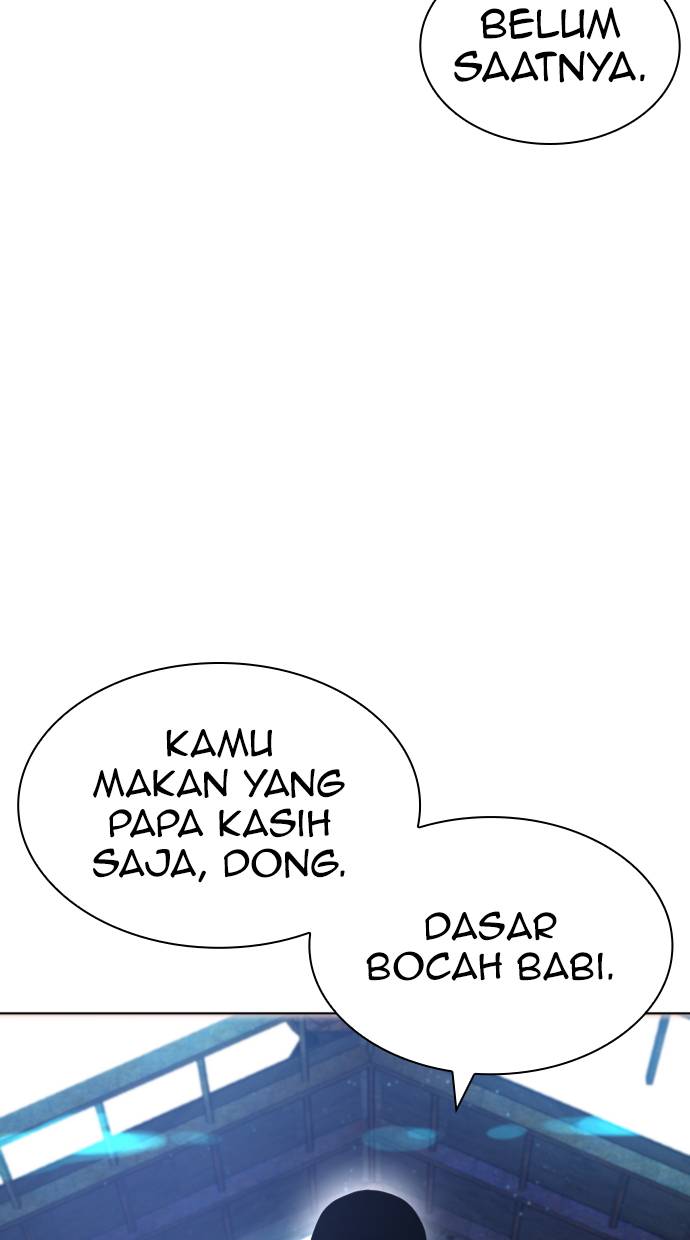 BELUM
SAATNYA.
KAMU
MAKAN YANG
PAPA KASIH
SAJA, DONG.
DASAR
BOCAH BABI.